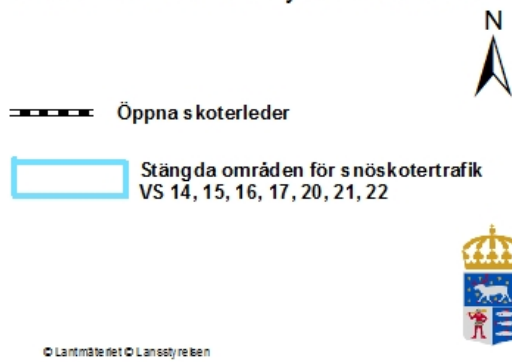 N
Öppna skoterleder
Stängda områden för snöskotertrafik
VS 14, 15, 16, 17, 20, 21, 22
© Lantmäteriet © Lansstyrelsen